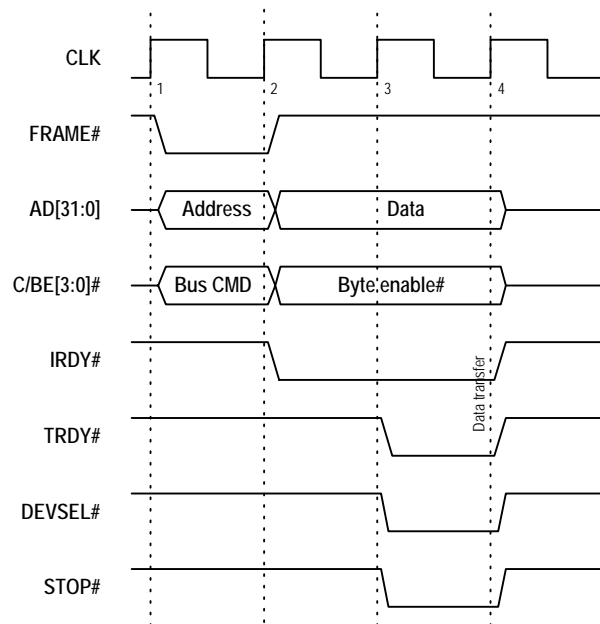 CLK
1
2
3
4
FRAME#
AD[31:0]
Address
Data
C/BE[3:0]#
Bus CMD
Byte enable#
IRDY#
Data transfer
TRDY#
DEVSEL#
STOP#